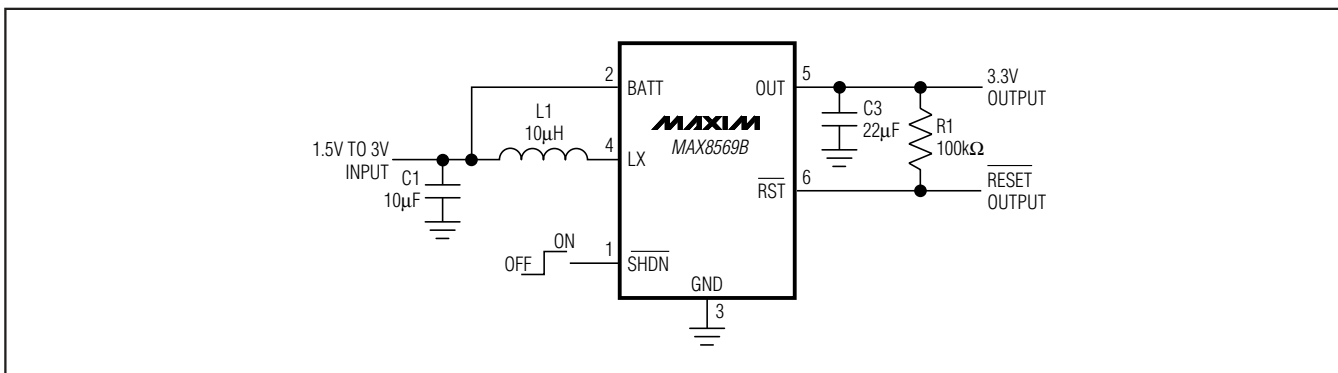 2
BATT
OUT
5
3.3V
OUTPUT
L1
10µH
MAXIM
MAX8569B
C3
22µF
R1
100kΩ
1.5V TO 3V
INPUT
4
LX
C1
10µF
RST
6
RESET
OUTPUT
ON
OFF
1
SHDN
GND
3